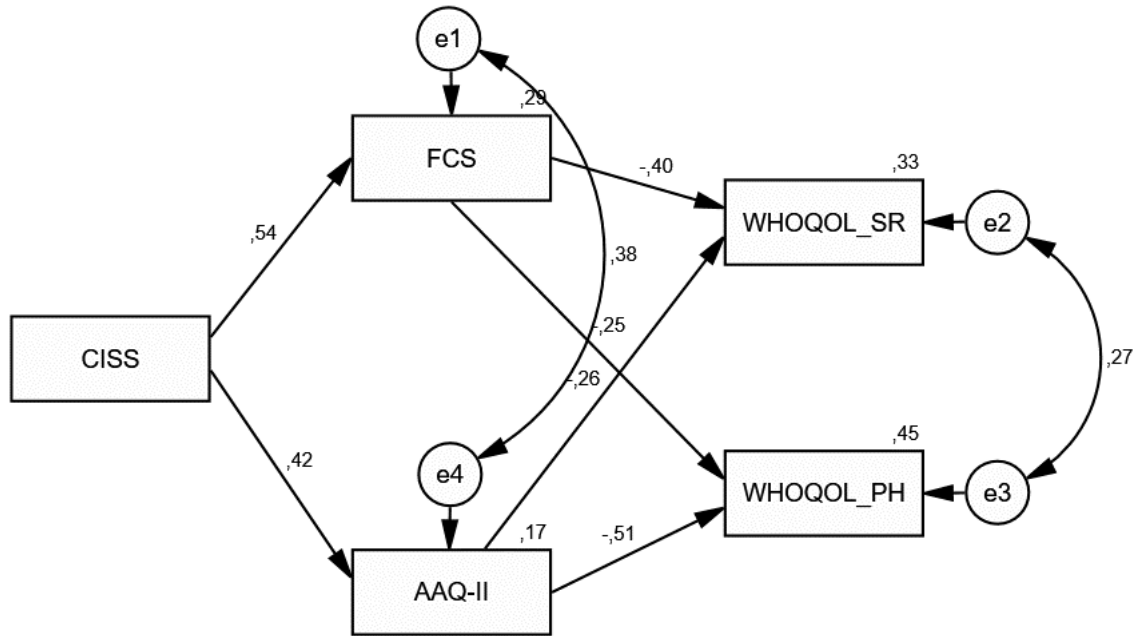 e1
,29
FCS
-,40
,33
WHOQOL_SR
e2
,54
,38
-,25
CISS
,27
-,26
,42
,45
e4
WHOQOL_PH
e3
,17
-,51
AAQ-II